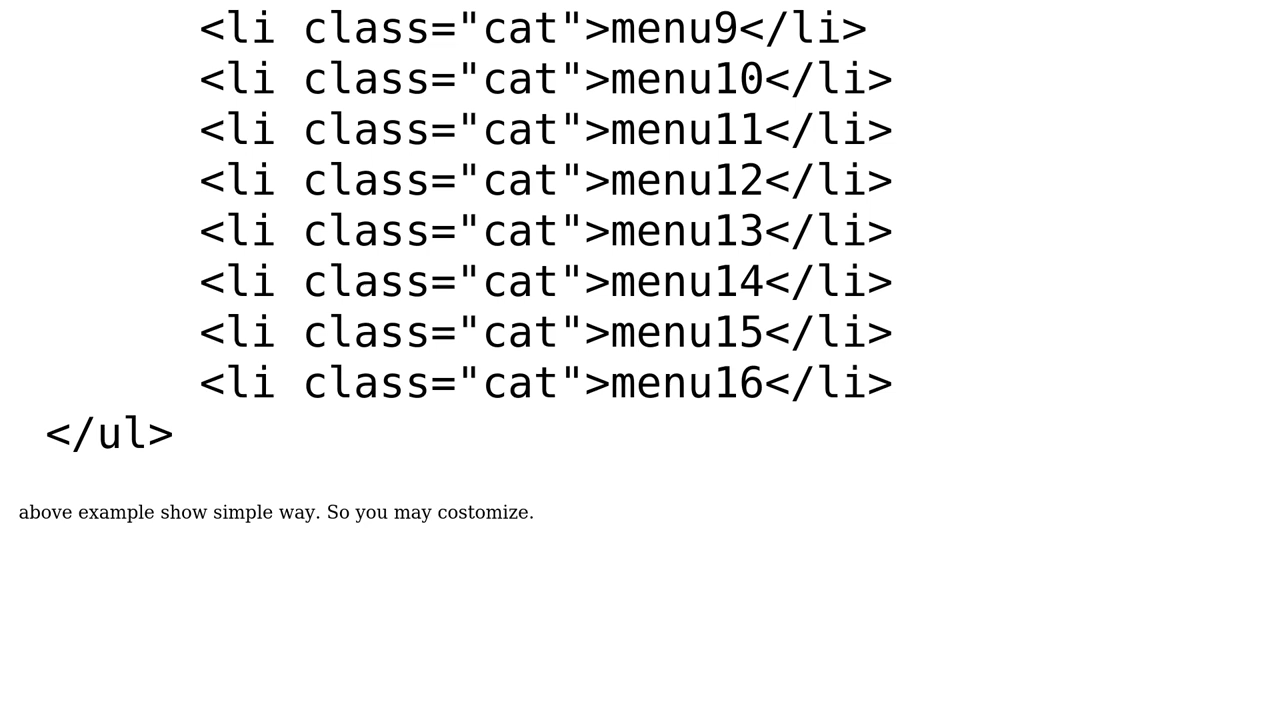 <li class="cat">menu9</li>
<li class="cat">menu10</li>
<li class="cat">menu11</li>
<li class="cat">menu12</li>
<li class="cat">menu13</li>
<li class="cat">menu14</li>
<li class="cat">menu15</li>
<li class="cat">menu16</li>
</ul>
above example show simple way. So you may costomize.